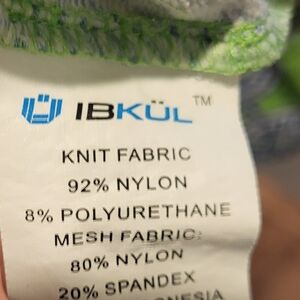 IBKÜL™
KNIT FABRIC
92% NYLON
8% POLYURETHANE
MESH FABRIC:
80% NYLON
20% SPANDEX